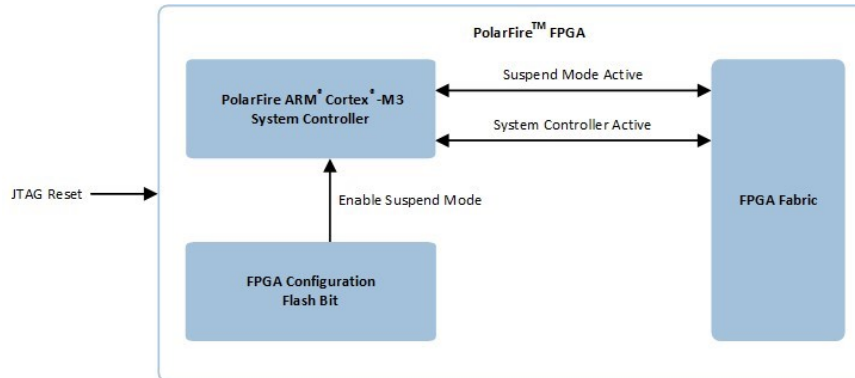 PolarFire™ FPGA
PolarFire ARM® Cortex®-M3
System Controller
Suspend Mode Active
System Controller Active
JTAG Reset
Enable Suspend Mode
FPGA Fabric
FPGA Configuration
Flash Bit